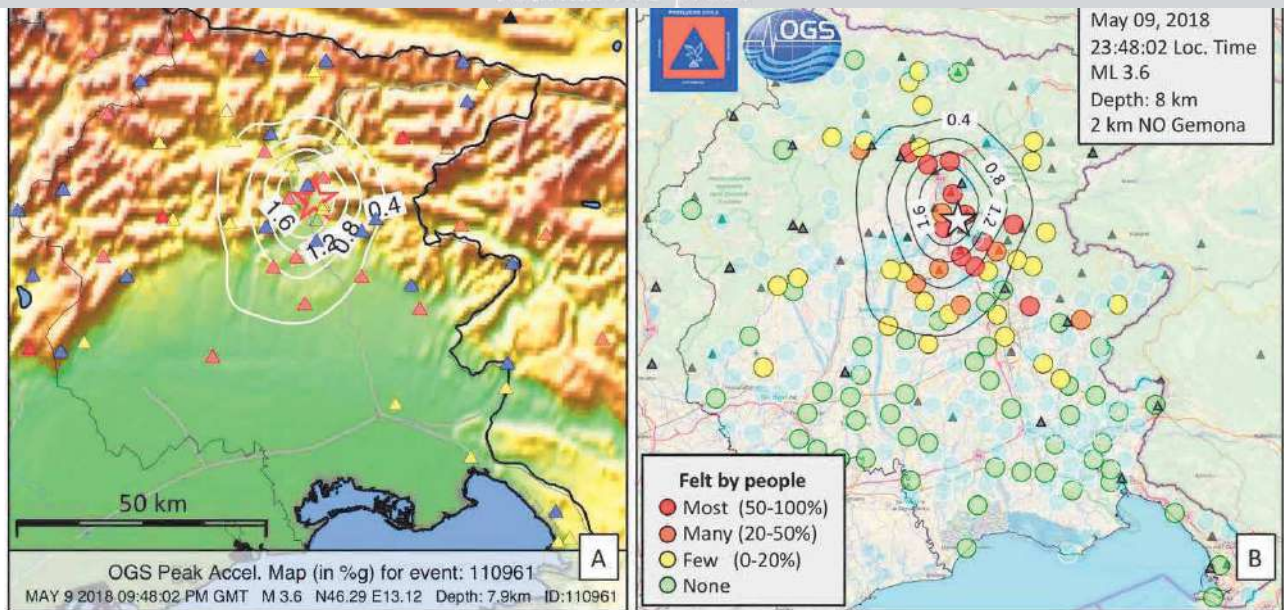 0.4
1.6
1.2
0.8
50 km
OGS Peak Accel. Map (in %g) for event: 110961
MAY 9 2018 09:48:02 PM GMT M 3.6 N46.29 E13.12 Depth: 7.9km ID:110961
A
OGS
May 09, 2018
23:48:02 Loc. Time
ML 3.6
Depth: 8 km
2 km NO Gemona
0.4
0.8
1.2
1.6
Felt by people
Most (50-100%)
Many (20-50%)
Few (0-20%)
None
B